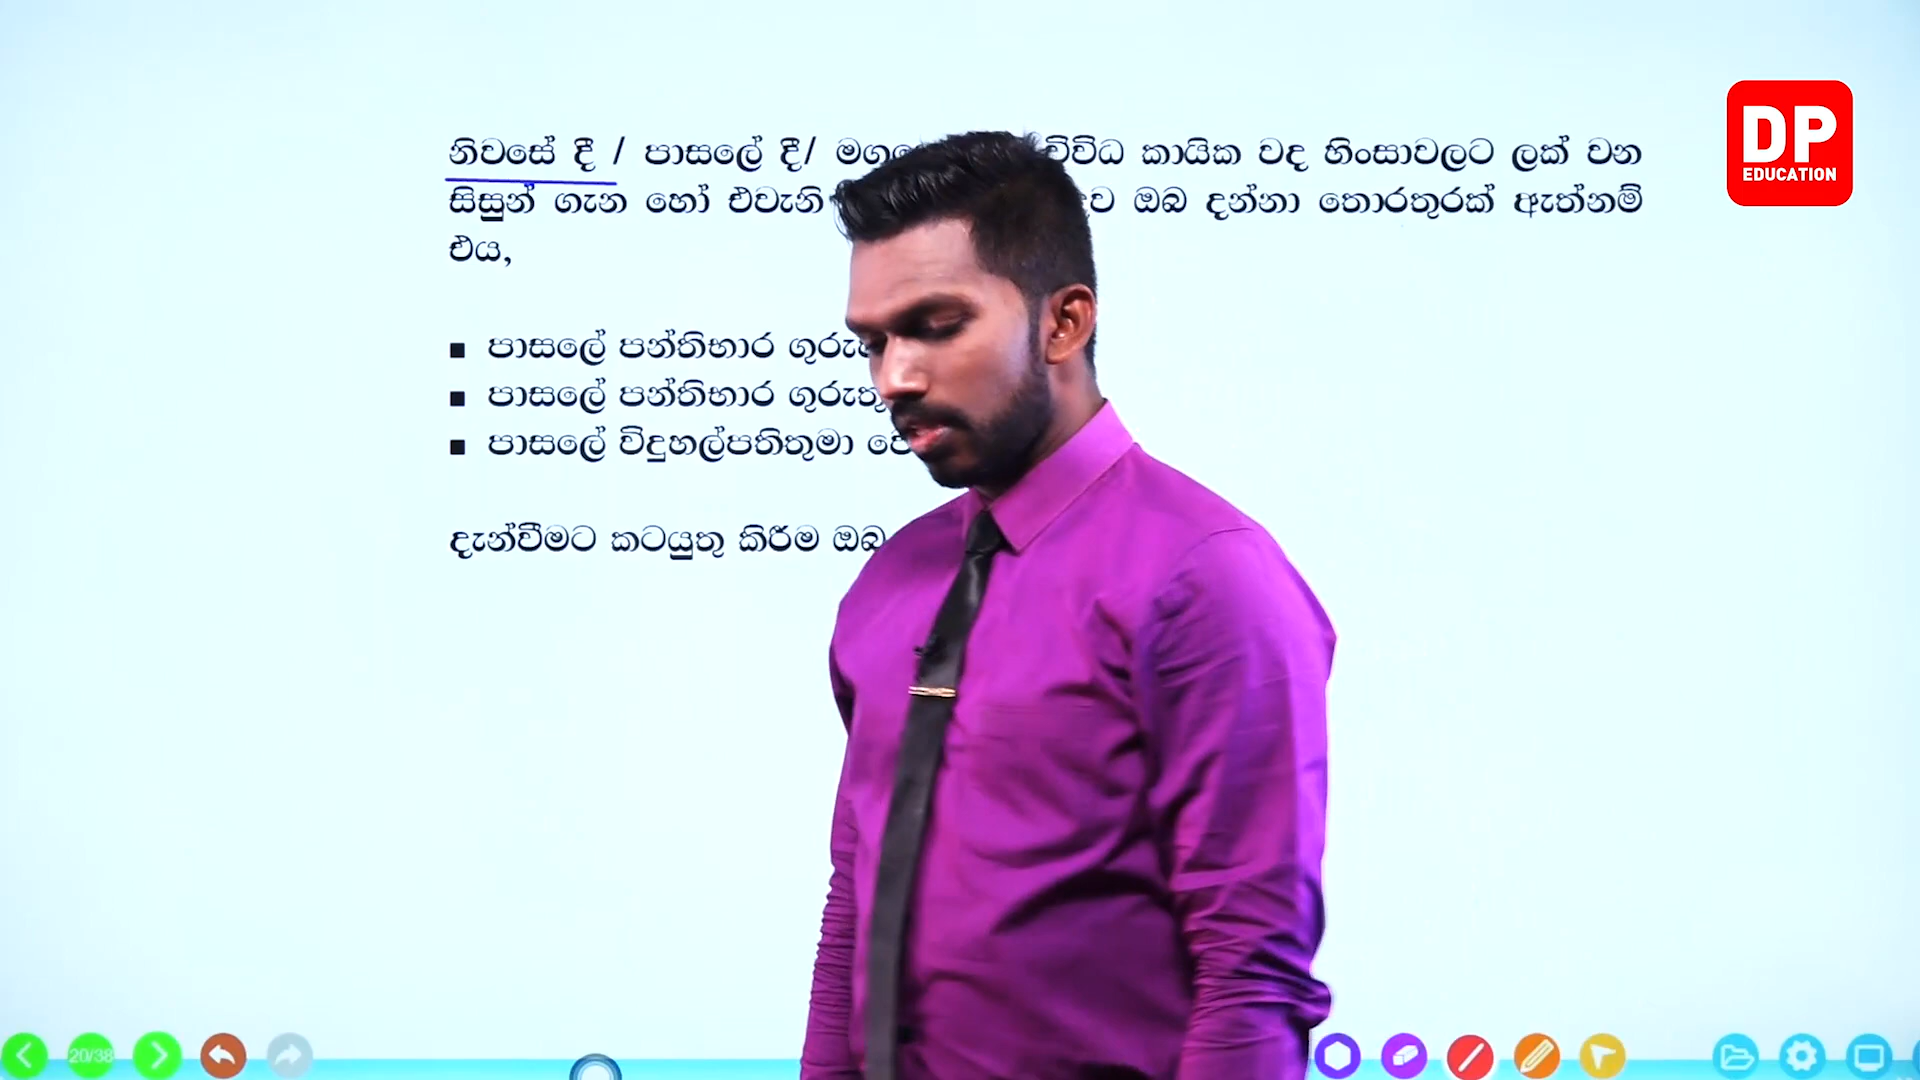 නිවසේ දී / පාසලේ දී/ විවිධ කායික වද හිංසාවලට ලක් වන
සිසුන් ගැන හෝ එවැනි ඔබ දන්නා තොරතුරක් ඇත්නම්
එය,
▪ පාසලේ පන්තිභාර
▪ පාසලේ පන්තිභාර
▪ පාසලේ විදුහල්පතිතුමා
දැන්වීමට කටයුතු කිරීම ඔබ
DP
EDUCATION
20/38